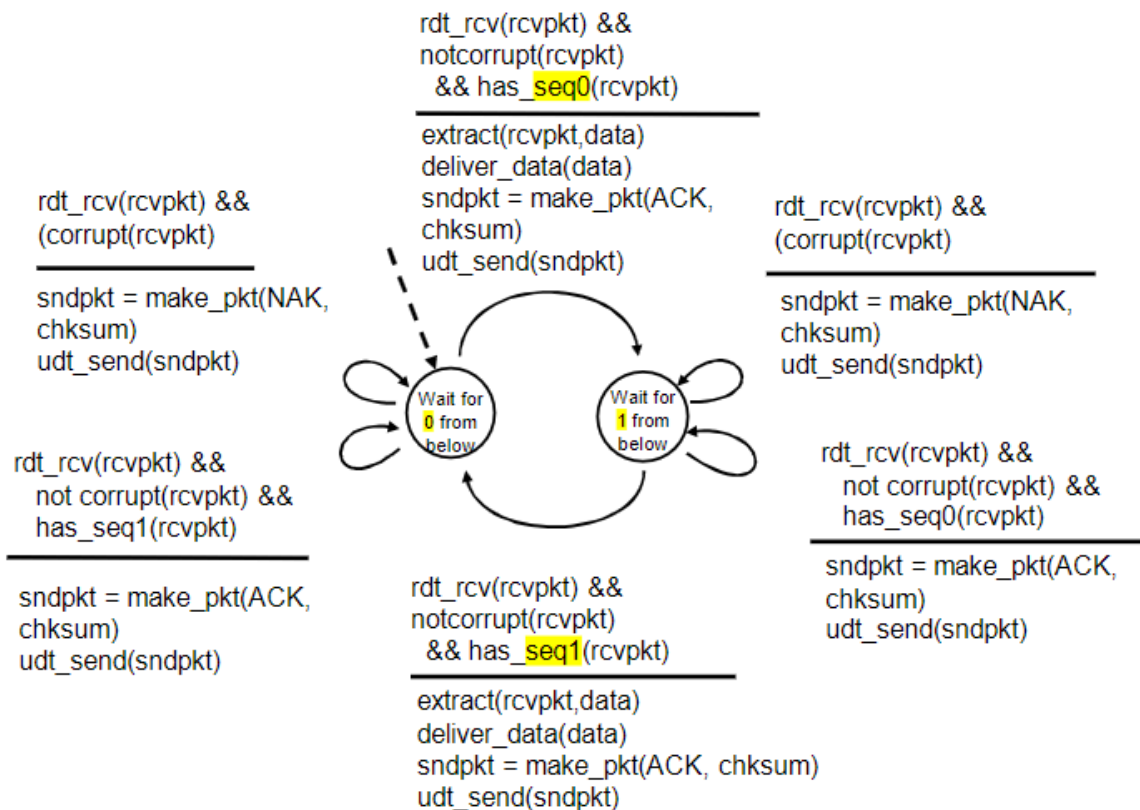 rdt_rcv(rcvpkt) &&
notcorrupt(rcvpkt)
&& has_seq0(rcvpkt)
extract(rcvpkt,data)
deliver_data(data)
sndpkt = make_pkt(ACK,
chksum)
udt_send(sndpkt)
rdt_rcv(rcvpkt) &&
(corrupt(rcvpkt)
sndpkt = make_pkt(NAK,
chksum)
udt_send(sndpkt)
rdt_rcv(rcvpkt) &&
(corrupt(rcvpkt)
sndpkt = make_pkt(NAK,
chksum)
udt_send(sndpkt)
Wait for
0 from
below
Wait for
1 from
below
rdt_rcv(rcvpkt) &&
not corrupt(rcvpkt) &&
has_seq1(rcvpkt)
sndpkt = make_pkt(ACK,
chksum)
udt_send(sndpkt)
rdt_rcv(rcvpkt) &&
not corrupt(rcvpkt) &&
has_seq0(rcvpkt)
sndpkt = make_pkt(ACK,
chksum)
udt_send(sndpkt)
rdt_rcv(rcvpkt) &&
notcorrupt(rcvpkt)
&& has_seq1(rcvpkt)
extract(rcvpkt,data)
deliver_data(data)
sndpkt = make_pkt(ACK, chksum)
udt_send(sndpkt)